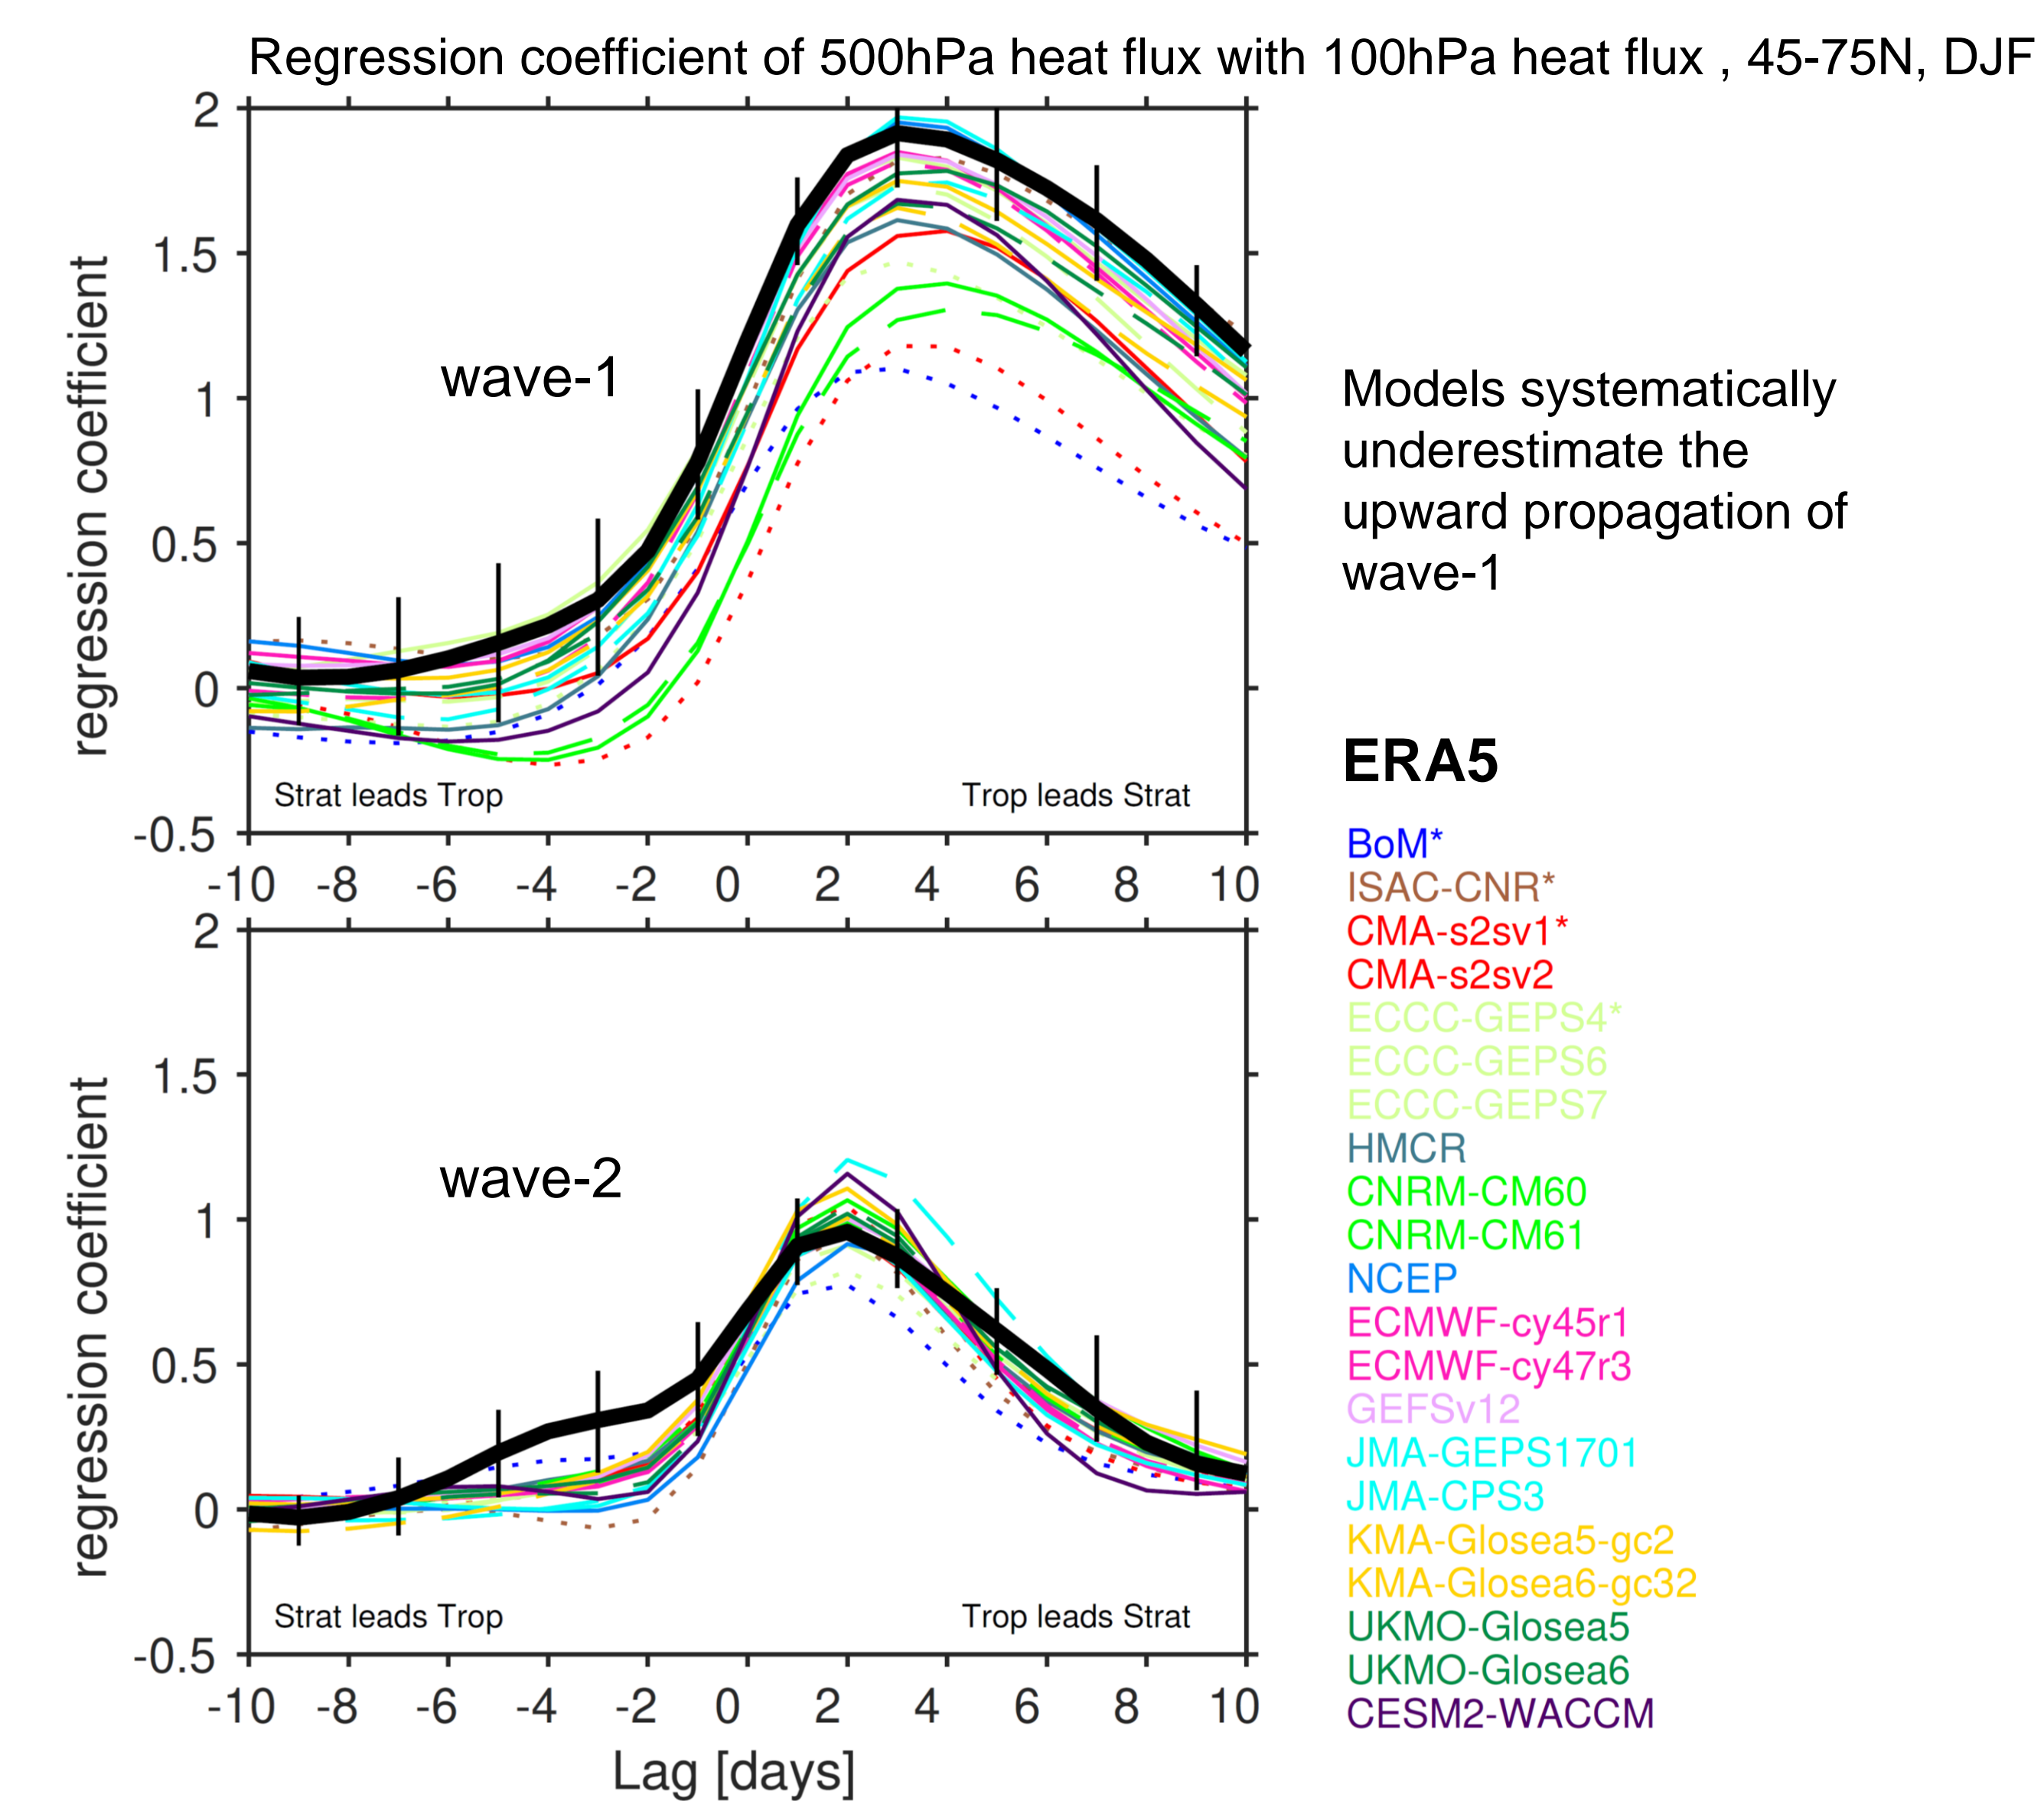 Regression coefficient of 500hPa heat flux with 100hPa heat flux , 45-75N, DJF
2
1.5
1
0.5
0
-0.5
regression coefficient
wave-1
Strat leads Trop
Trop leads Strat
-10 -8 -6 -4 -2 0 2 4 6 8 10
2
1.5
1
0.5
0
-0.5
regression coefficient
wave-2
Strat leads Trop
Trop leads Strat
-10 -8 -6 -4 -2 0 2 4 6 8 10
Lag [days]
Models systematically
underestimate the
upward propagation of
wave-1
ERA5
BoM*
ISAC-CNR*
CMA-s2sv1*
CMA-s2sv2
ECCC-GEPS4*
ECCC-GEPS6
ECCC-GEPS7
HMCR
CNRM-CM60
CNRM-CM61
NCEP
ECMWF-cy45r1
ECMWF-cy47r3
GEFSv12
JMA-GEPS1701
JMA-CPS3
KMA-Glosea5-gc2
KMA-Glosea6-gc32
UKMO-Glosea5
UKMO-Glosea6
CESM2-WACCM